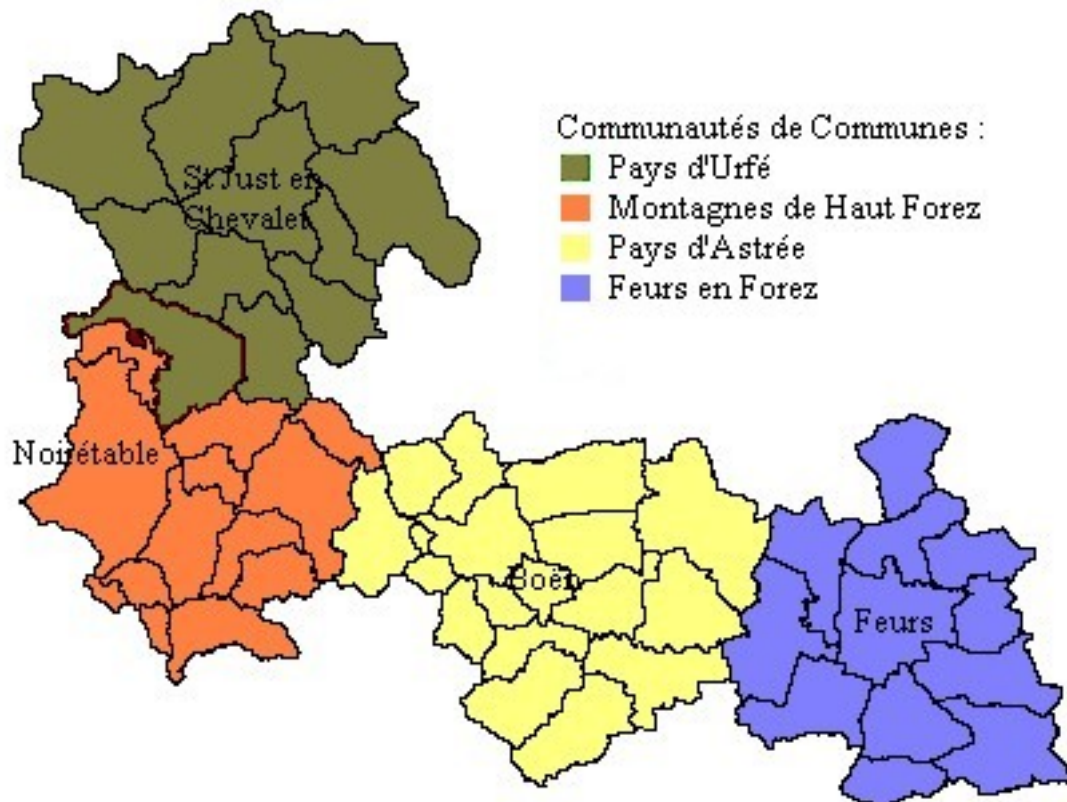 Communautés de Communes :
Pays d'Urfé
Montagnes de Haut Forez
Pays d'Astrée
Feurs en Forez
St Just en
Chevalet
Noirétable
Boën
Feurs